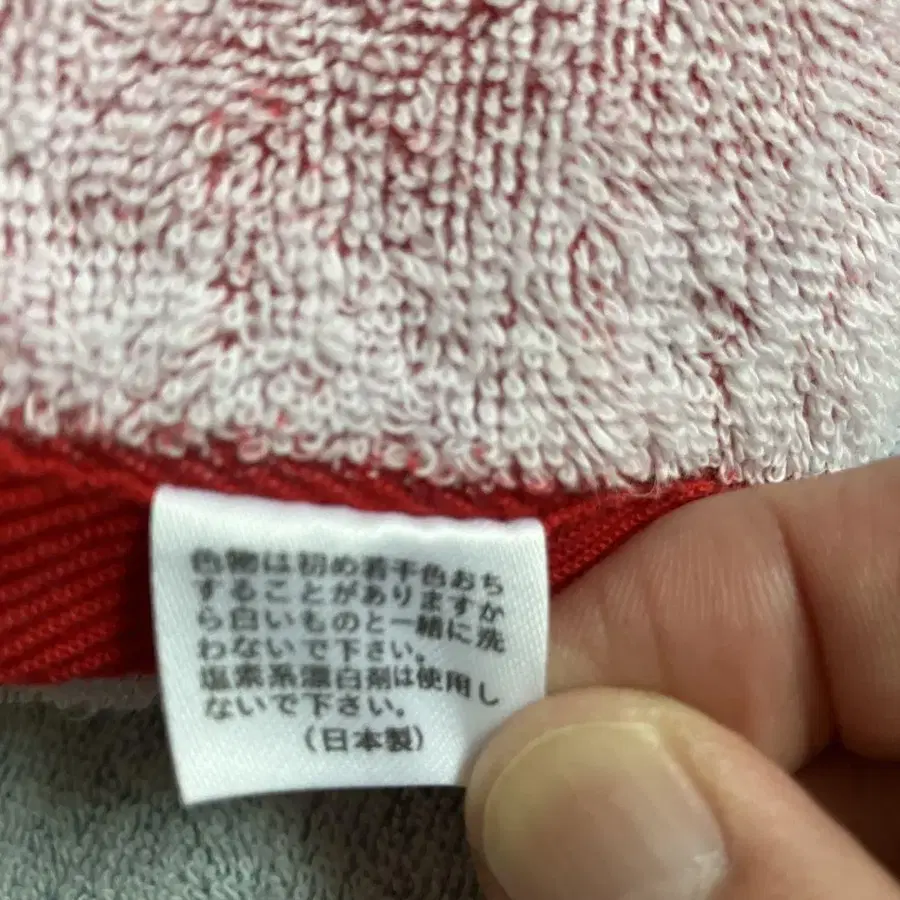 色物は初め若干色おち
することがありますか
ら白いものと一緒に洗
わないで下さい。
塩素系漂白剤は使用し
ないで下さい。
（日本製）